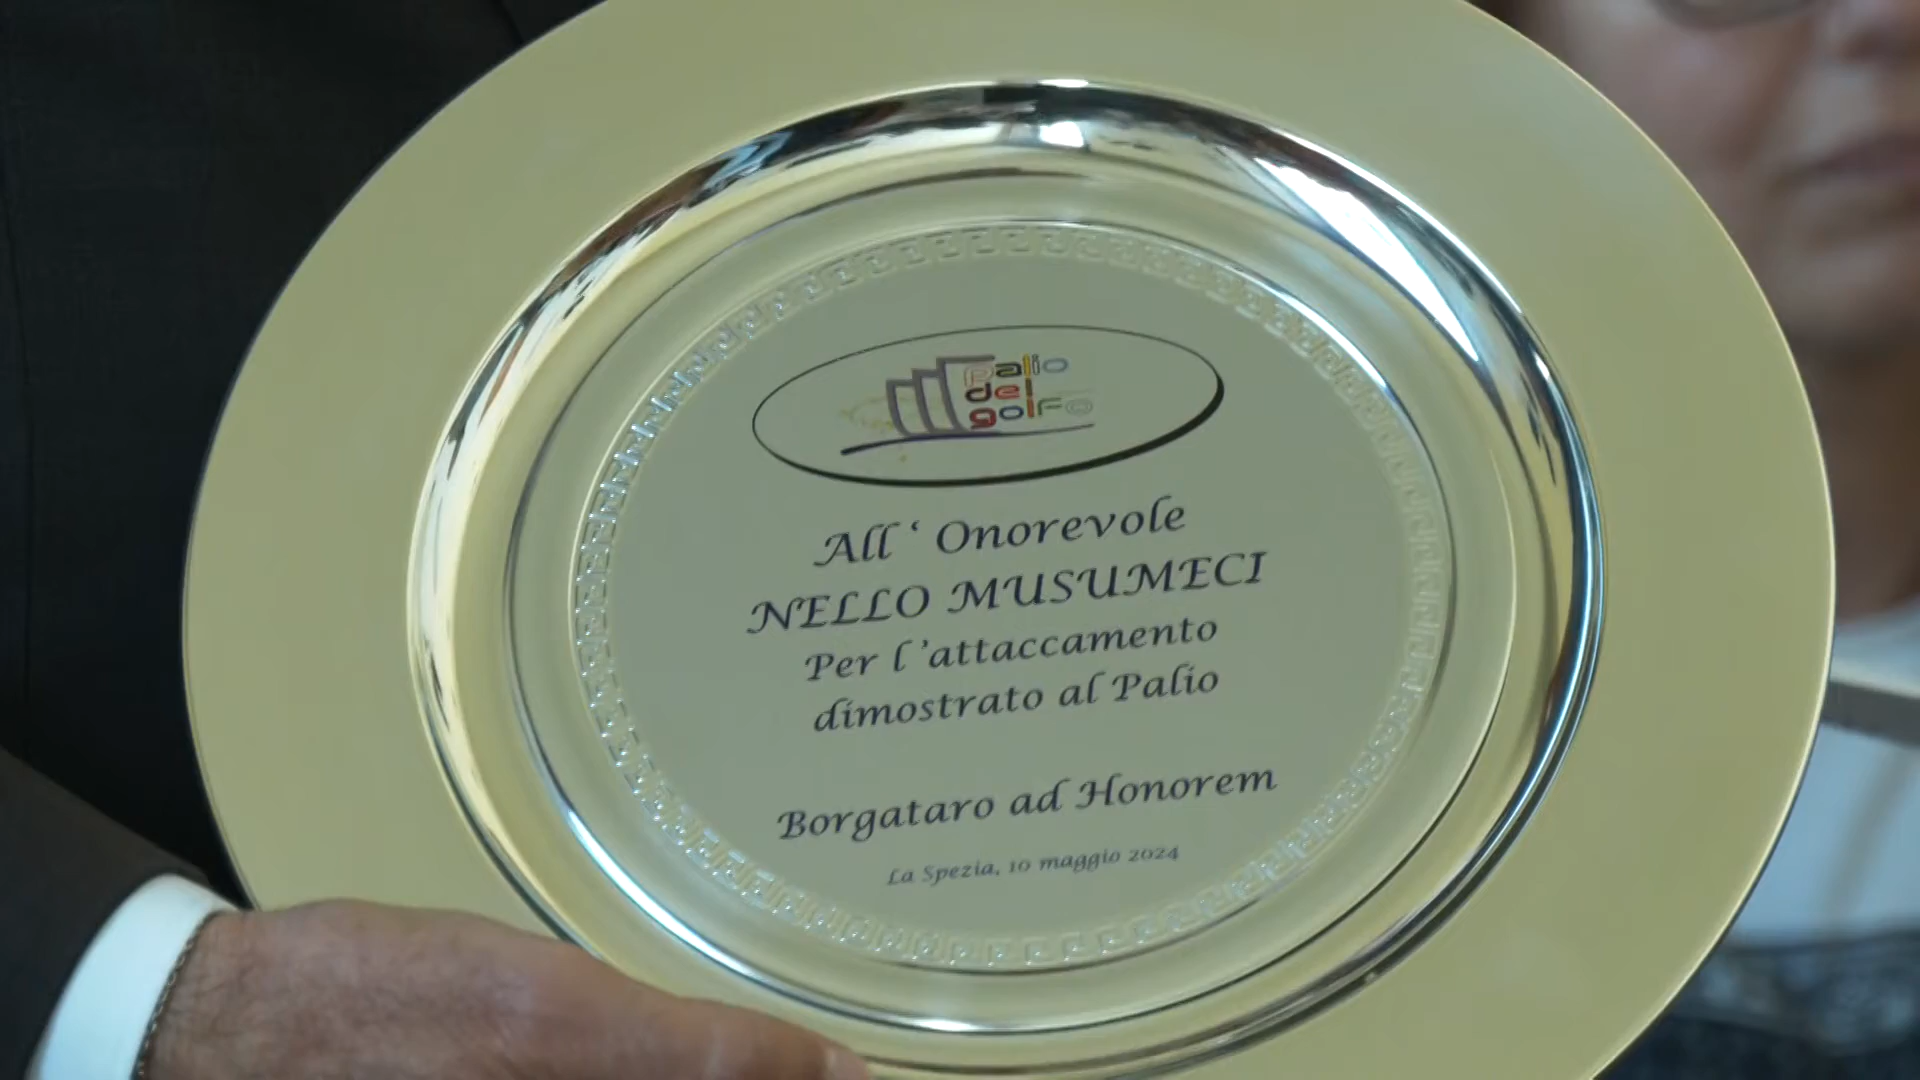 Palio
del
golfo
All ‘ Onorevole
NELLO MUSUMECI
Per l’attaccamento
dimostrato al Palio
Borgataro ad Honorem
La Spezia, 10 maggio 2024